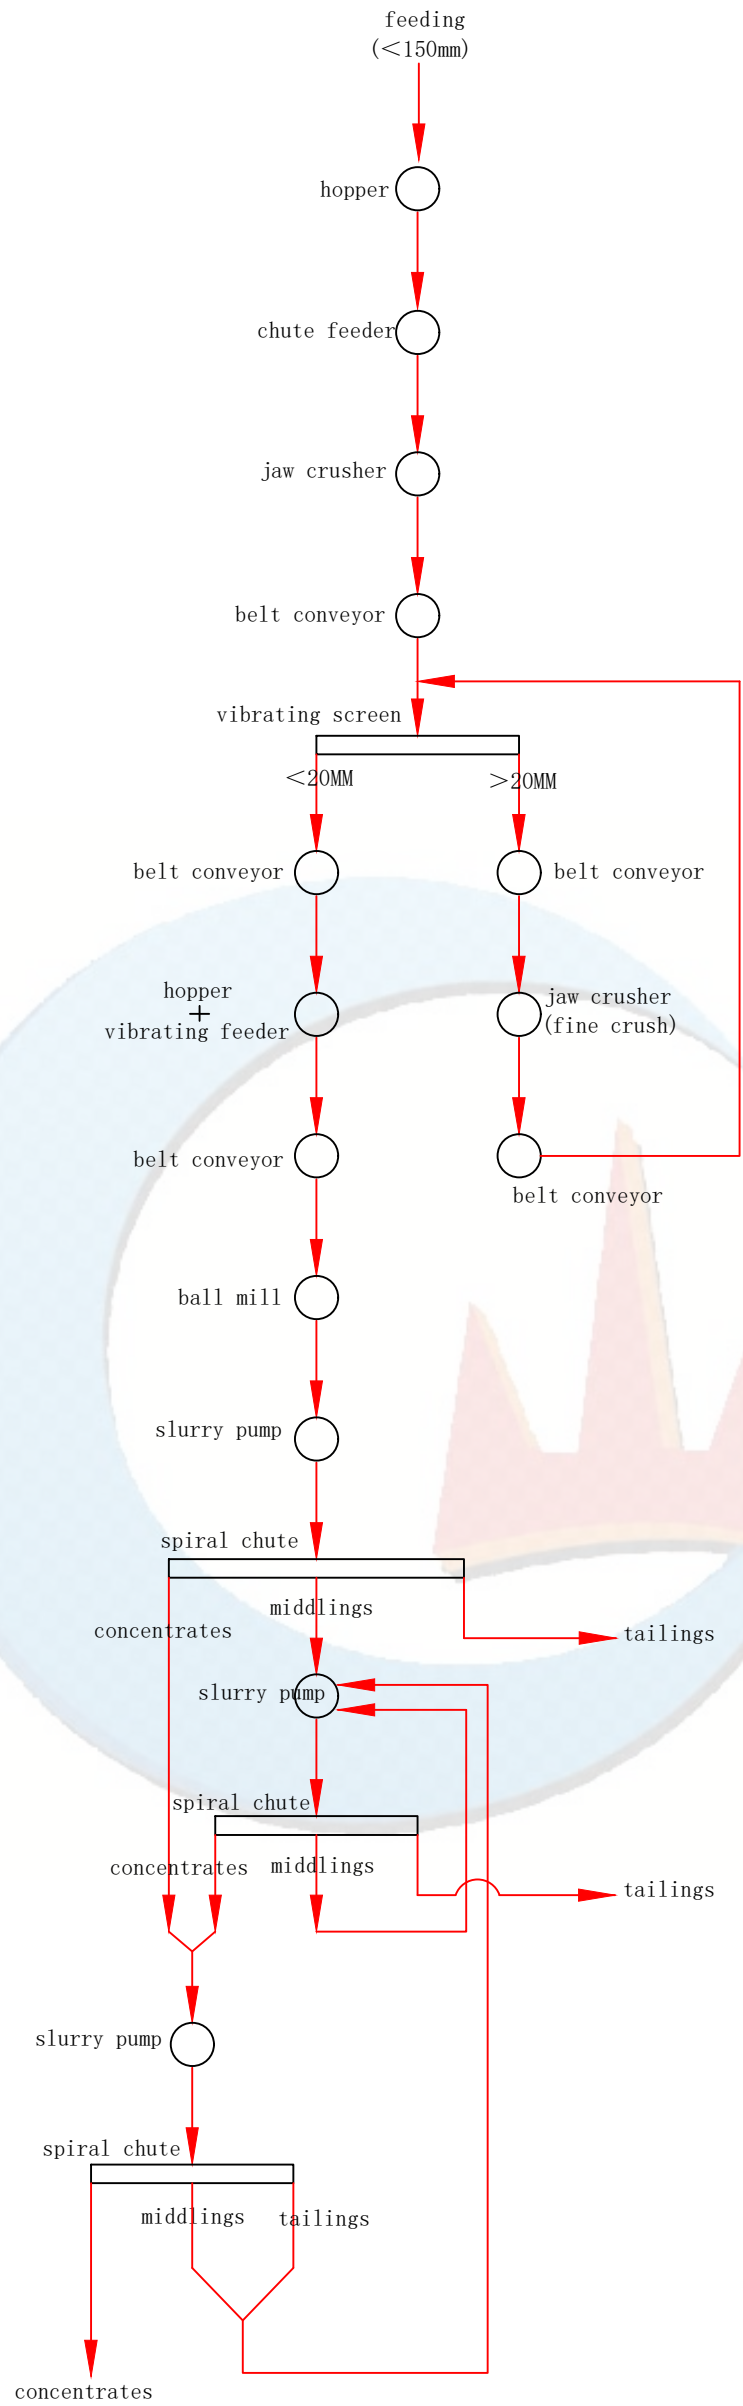 feeding
(<150mm)
hopper
chute feeder
jaw crusher
belt conveyor
vibrating screen
<20MM
>20MM
belt conveyor
belt conveyor
hopper
+
vibrating feeder
jaw crusher
(fine crush)
belt conveyor
belt conveyor
ball mill
slurry pump
spiral chute
middlings
concentrates
tailings
slurry pump
spiral chute
concentrates
middlings
tailings
slurry pump
spiral chute
middlings
tailings
concentrates